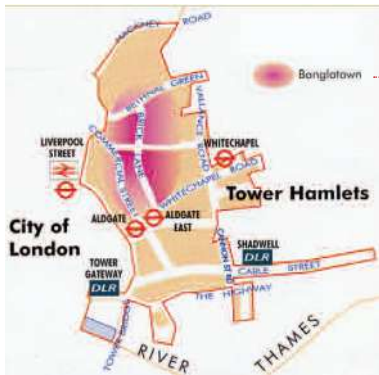 HACKNEY ROAD
BETHNAL GREEN
Banglatown
VALLANCE ROAD
BRICK LANE
COMMERCIAL STREET
LIVERPOOL
STREET
WHITECHAPEL
WHITECHAPEL ROAD
Tower Hamlets
City of
London
ALDGATE
ALDGATE
EAST
CANNON ST RD
SHADWELL
DLR
CABLE STREET
TOWER
GATEWAY
DLR
THE HIGHWAY
TOWER BRIDGE
RIVER THAMES